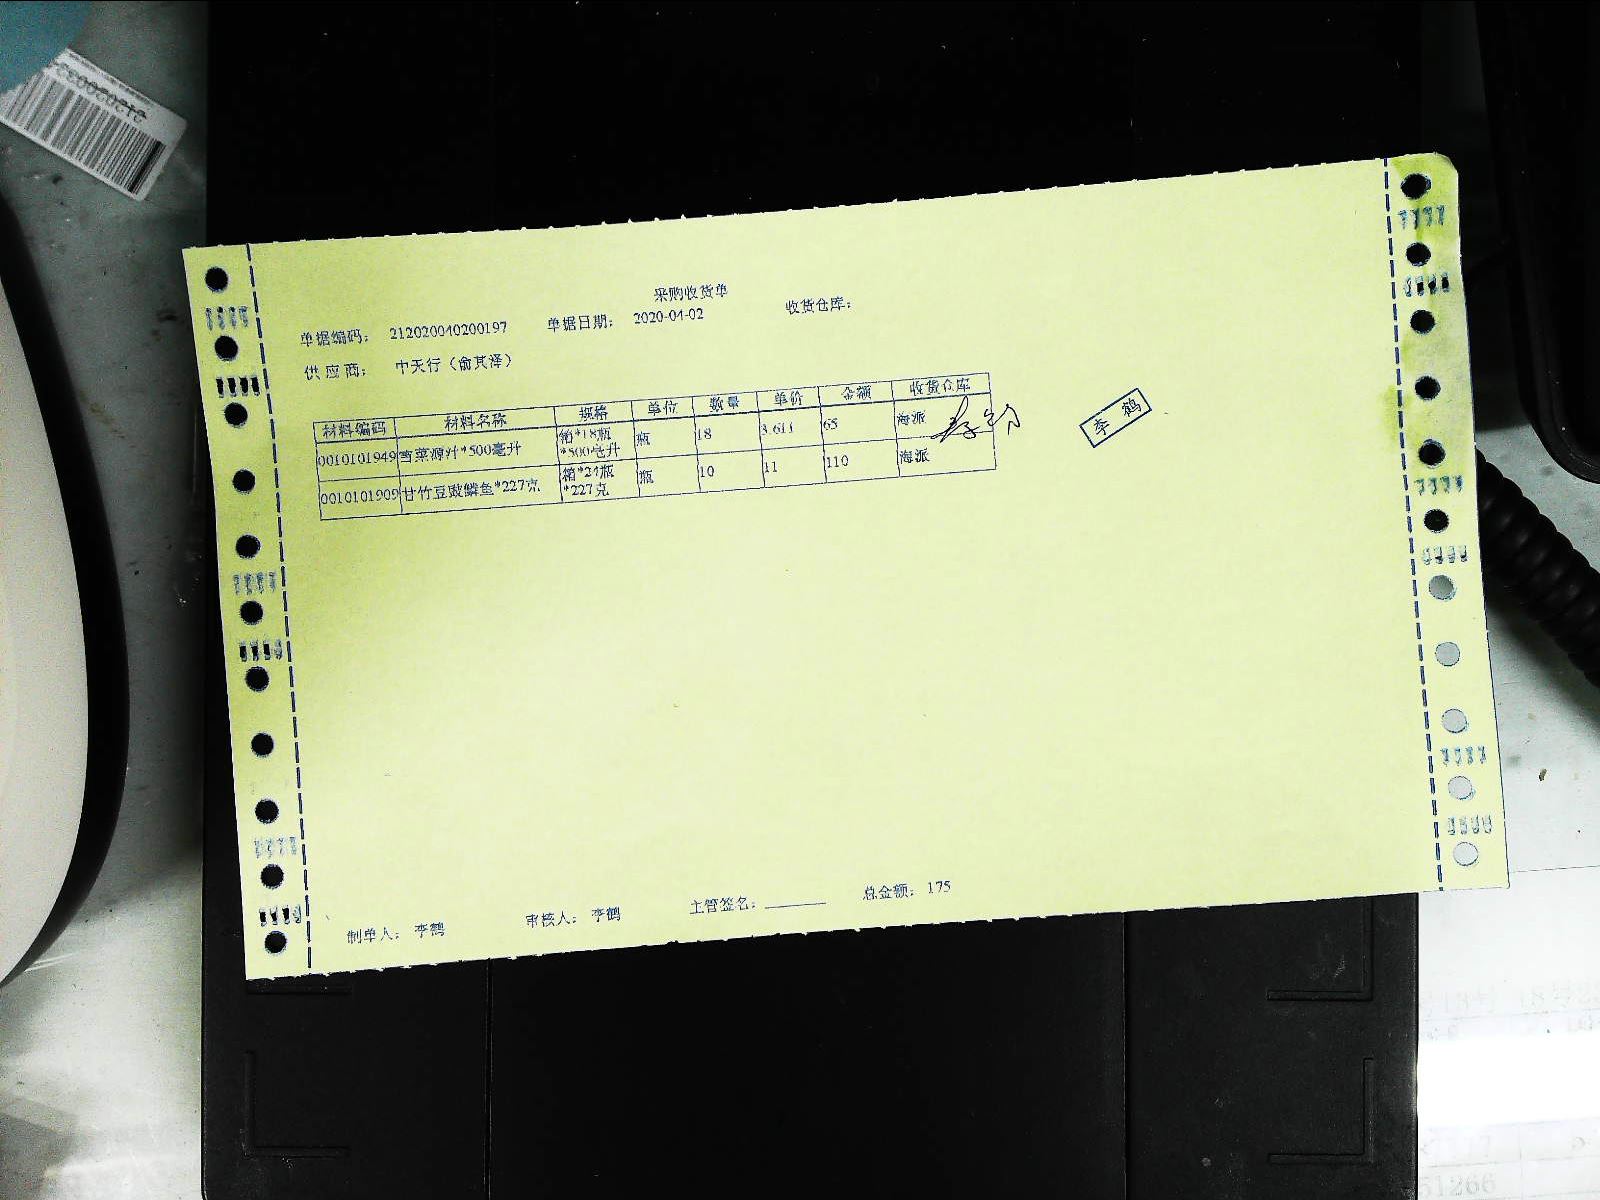 采购收货单
单据编码： 212020040200197 单据日期： 2020-04-02 收货仓库：
供应商： 中天行（俞其泽）
材料编码 材料名称 规格 单位 数量 单价 金额 收货仓库
0010101949 雪菜源汁*500毫升 箱*18瓶*500毫升 瓶 18 3.611 65 海派
0010101909 甘竹豆豉鳞鱼*227克 箱*24瓶*227克 瓶 10 11 110 海派
李鹤
制单人： 李鹤 审核人： 李鹤 主管签名： 总金额： 175